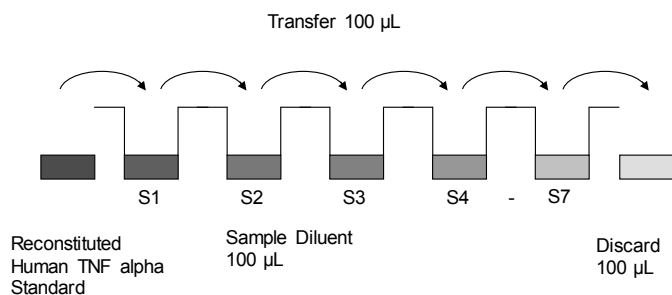 Transfer 100 µL
S1 S2 S3 S4 - S7
Reconstituted
Human TNF alpha
Standard
Sample Diluent
100 µL
Discard
100 µL